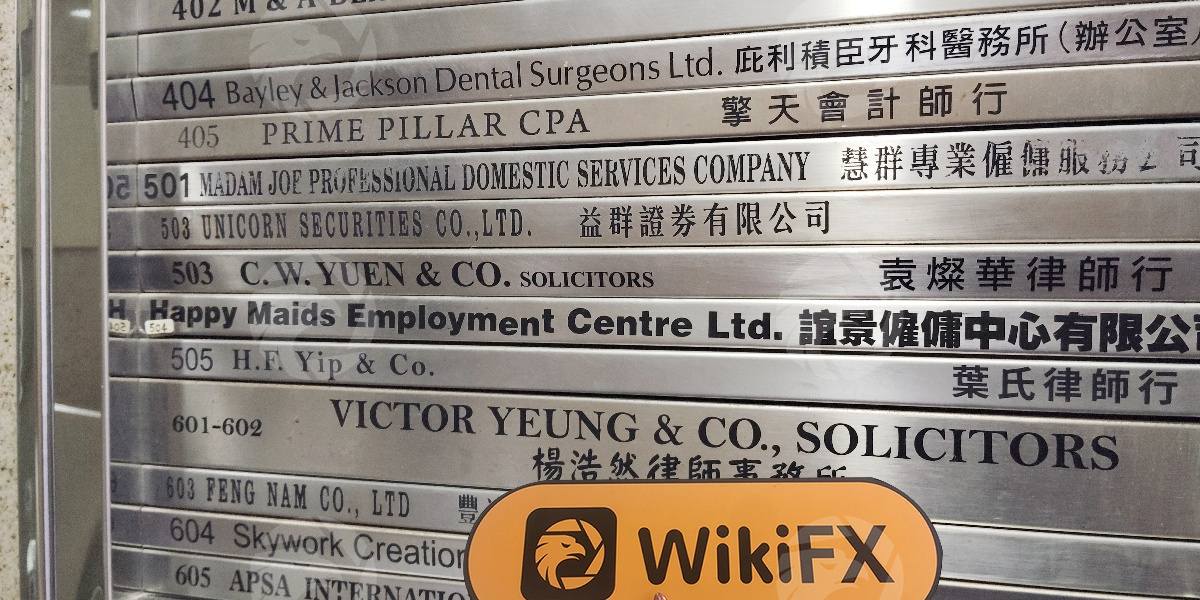 402 M & A
404 Bayley & Jackson Dental Surgeons Ltd. 庇利積臣牙科醫務所(辦公室
405 PRIME PILLAR CPA 擎天會計師行
501 MADAM JOE PROFESSIONAL DOMESTIC SERVICES COMPANY 慧群專業僱傭服務公司
503 UNICORN SECURITIES CO.,LTD. 益群證券有限公司
503 C. W. YUEN & CO. SOLICITORS 袁燦華律師行
504 Happy Maids Employment Centre Ltd. 誼景僱傭中心有限公司
505 H.F. Yip & Co. 葉氏律師行
601-602 VICTOR YEUNG & CO., SOLICITORS
楊浩然律師事務所
603 FENG NAM CO., LTD 豐
604 Skywork Creation
605 APSA INTERNATIO
WikiFX